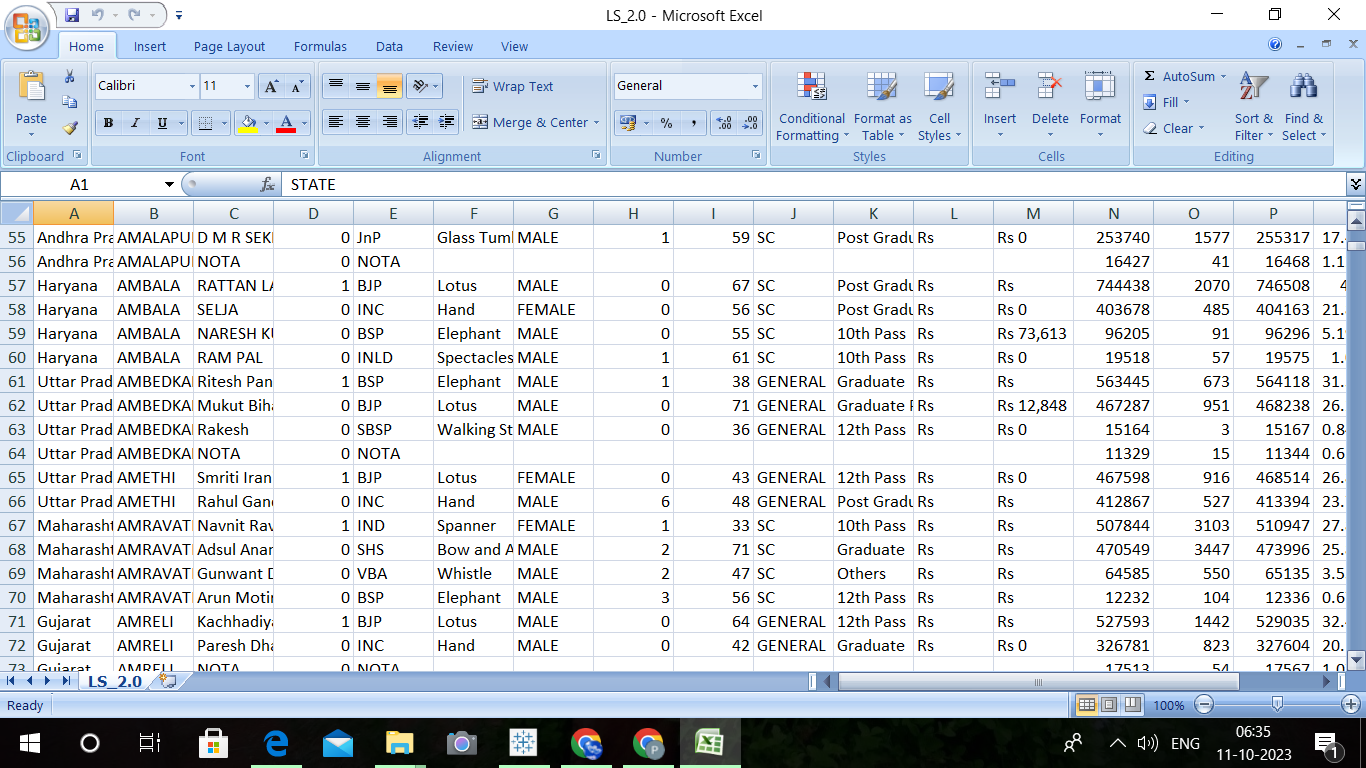 LS_2.0 - Microsoft Excel
Home Insert Page Layout Formulas Data Review View
Calibri 11 A A Wrap Text General Σ AutoSum
Paste B I U A Merge & Center % , Conditional Formatting Format as Table Cell Styles Insert Delete Format Fill Clear Sort & Filter Find & Select
Clipboard Font Alignment Number Styles Cells Editing
A1 fx STATE
A B C D E F G H I J K L M N O P
55 Andhra Pra AMALAPU D M R SEK 0 JnP Glass Tum MALE 1 59 SC Post Gradu Rs Rs 0 253740 1577 255317 17.
56 Andhra Pra AMALAPU NOTA 0 NOTA 16427 41 16468 1.1
57 Haryana AMBALA RATTAN LA 1 BJP Lotus MALE 0 67 SC Post Gradu Rs Rs 744438 2070 746508
58 Haryana AMBALA SELJA 0 INC Hand FEMALE 0 56 SC Post Gradu Rs Rs 0 403678 485 404163 21.
59 Haryana AMBALA NARESH KU 0 BSP Elephant MALE 0 55 SC 10th Pass Rs Rs 73,613 96205 91 96296 5.1
60 Haryana AMBALA RAM PAL 0 INLD Spectacles MALE 1 61 SC 10th Pass Rs Rs 0 19518 57 19575 1.
61 Uttar Prad AMBEDKA Ritesh Pan 1 BSP Elephant MALE 1 38 GENERAL Graduate Rs Rs 563445 673 564118 31.
62 Uttar Prad AMBEDKA Mukut Biha 0 BJP Lotus MALE 0 71 GENERAL Graduate P Rs Rs 12,848 467287 951 468238 26.
63 Uttar Prad AMBEDKA Rakesh 0 SBSP Walking St MALE 0 36 GENERAL 12th Pass Rs Rs 0 15164 3 15167 0.8
64 Uttar Prad AMBEDKA NOTA 0 NOTA 11329 15 11344 0.6
65 Uttar Prad AMETHI Smriti Iran 1 BJP Lotus FEMALE 0 43 GENERAL 12th Pass Rs Rs 0 467598 916 468514 26.
66 Uttar Prad AMETHI Rahul Gand 0 INC Hand MALE 6 48 GENERAL Post Gradu Rs Rs 0 412867 527 413394 23.
67 Maharasht AMRAVAT Navnit Rav 1 IND Spanner FEMALE 1 33 SC 10th Pass Rs Rs 507844 3103 510947 27.
68 Maharasht AMRAVAT Adsul Anan 0 SHS Bow and A MALE 2 71 SC Graduate Rs Rs 470549 3447 473996 25.
69 Maharasht AMRAVAT Gunwant D 0 VBA Whistle MALE 2 47 SC Others Rs Rs 64585 550 65135 3.5
70 Maharasht AMRAVAT Arun Motir 0 BSP Elephant MALE 3 56 SC 12th Pass Rs Rs 12232 104 12336 0.6
71 Gujarat AMRELI Kachhadiya 1 BJP Lotus MALE 0 64 GENERAL 12th Pass Rs Rs 527593 1442 529035 32.
72 Gujarat AMRELI Paresh Dha 0 INC Hand MALE 0 42 GENERAL Graduate Rs Rs 0 326781 823 327604 20.
73 Gujarat AMRELI NOTA 0 NOTA 17513 54 17567 1.0
LS_2.0
Ready 100%
ENG 06:35
11-10-2023 1